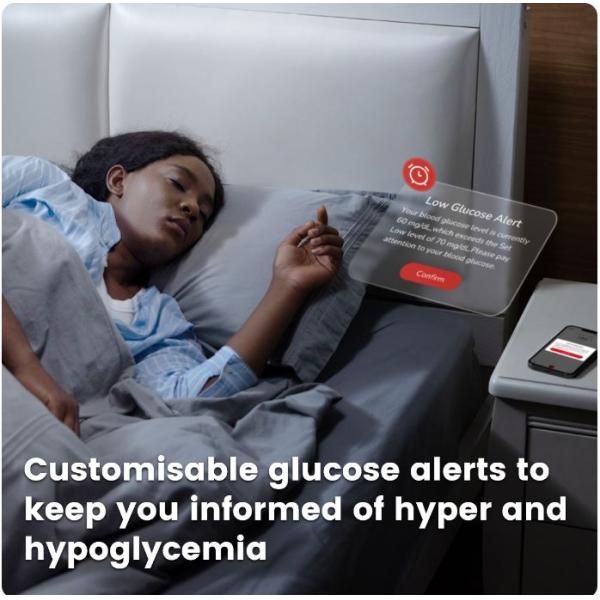 Low Glucose Alert
Your blood glucose level is currently
60 mg/dL, which exceeds the Set
Low level of 70 mg/dL. Please pay
attention to your blood glucose.
Confirm
Customisable glucose alerts to
keep you informed of hyper and
hypoglycemia